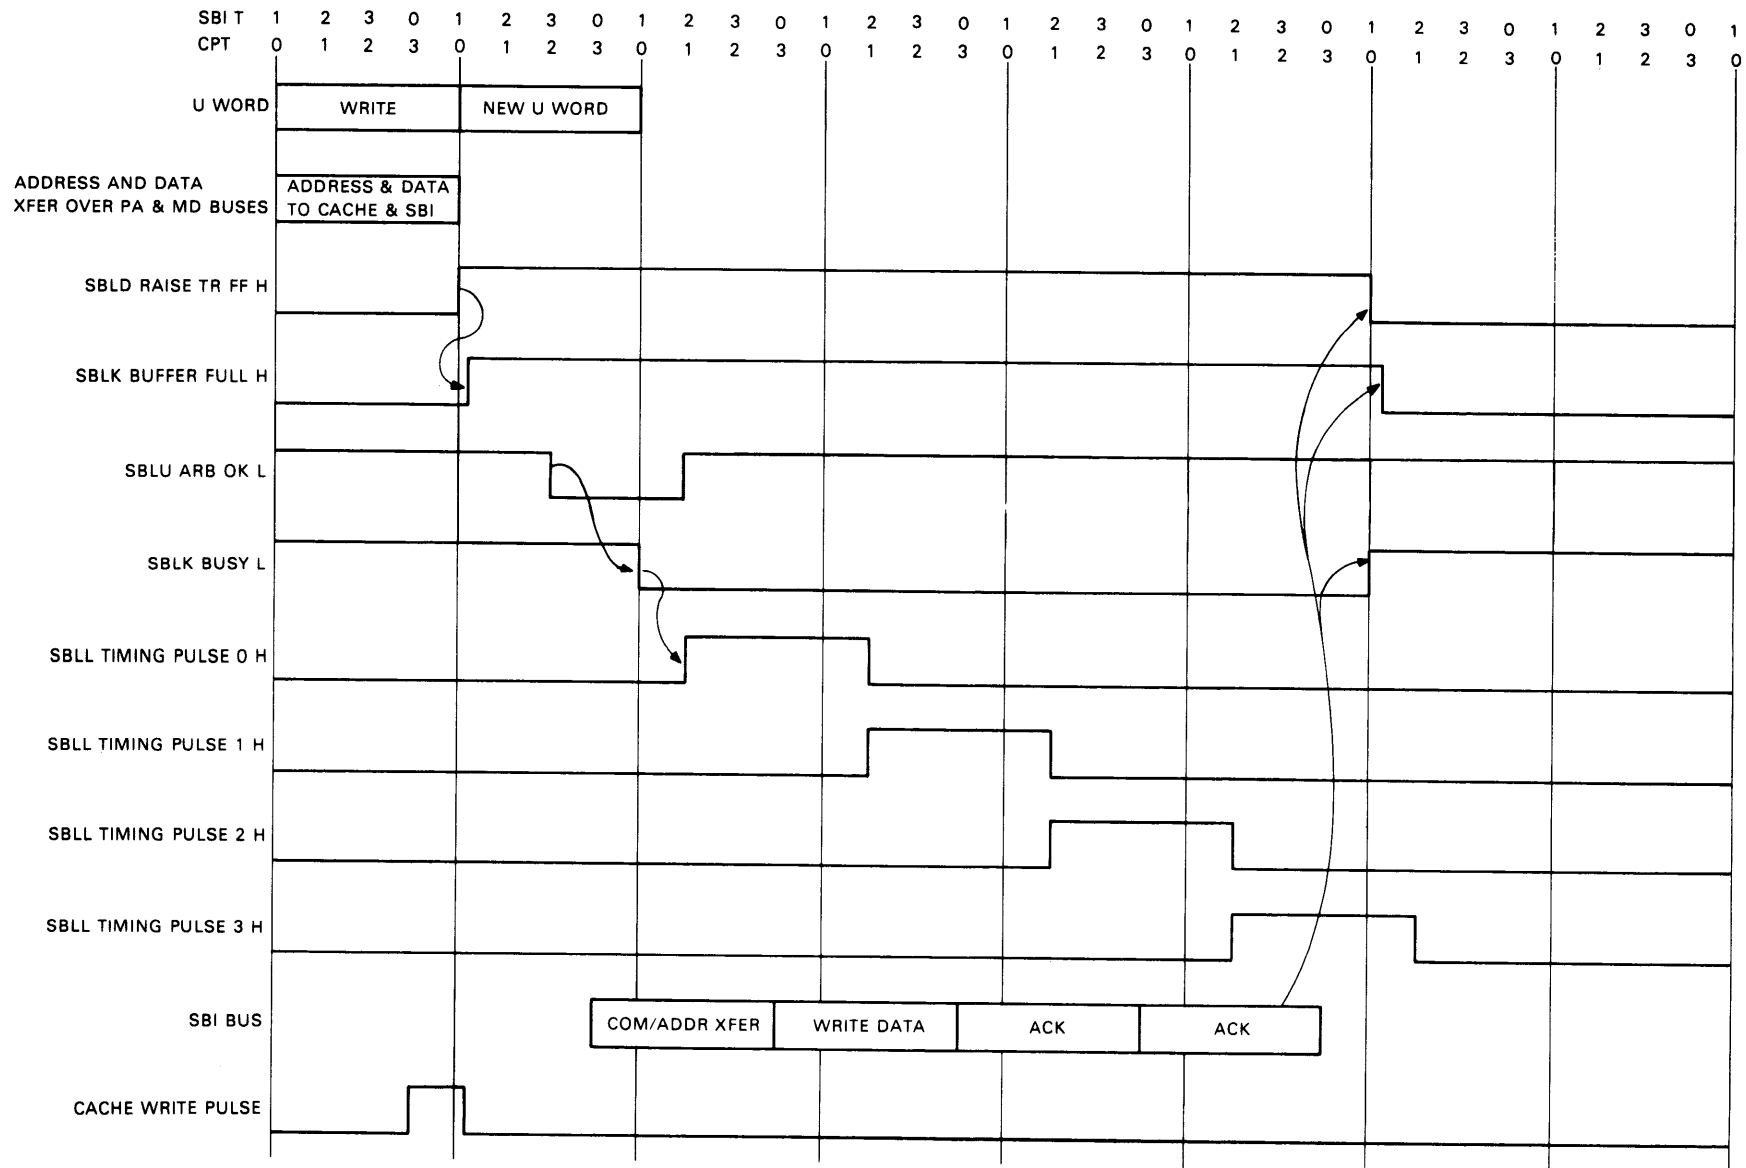 SBI T 1 2 3 0 1 2 3 0 1 2 3 0 1 2 3 0 1 2 3 0 1 2 3 0 1 2 3 0 1 2 3 0 1
CPT 0 1 2 3 0 1 2 3 0 1 2 3 0 1 2 3 0 1 2 3 0 1 2 3 0 1 2 3 0 1 2 3 0
U WORD WRITE NEW U WORD
ADDRESS AND DATA ADDRESS & DATA
XFER OVER PA & MD BUSES TO CACHE & SBI
SBLD RAISE TR FF H
SBLK BUFFER FULL H
SBLU ARB OK L
SBLK BUSY L
SBLL TIMING PULSE 0 H
SBLL TIMING PULSE 1 H
SBLL TIMING PULSE 2 H
SBLL TIMING PULSE 3 H
SBI BUS COM/ADDR XFER WRITE DATA ACK ACK
CACHE WRITE PULSE